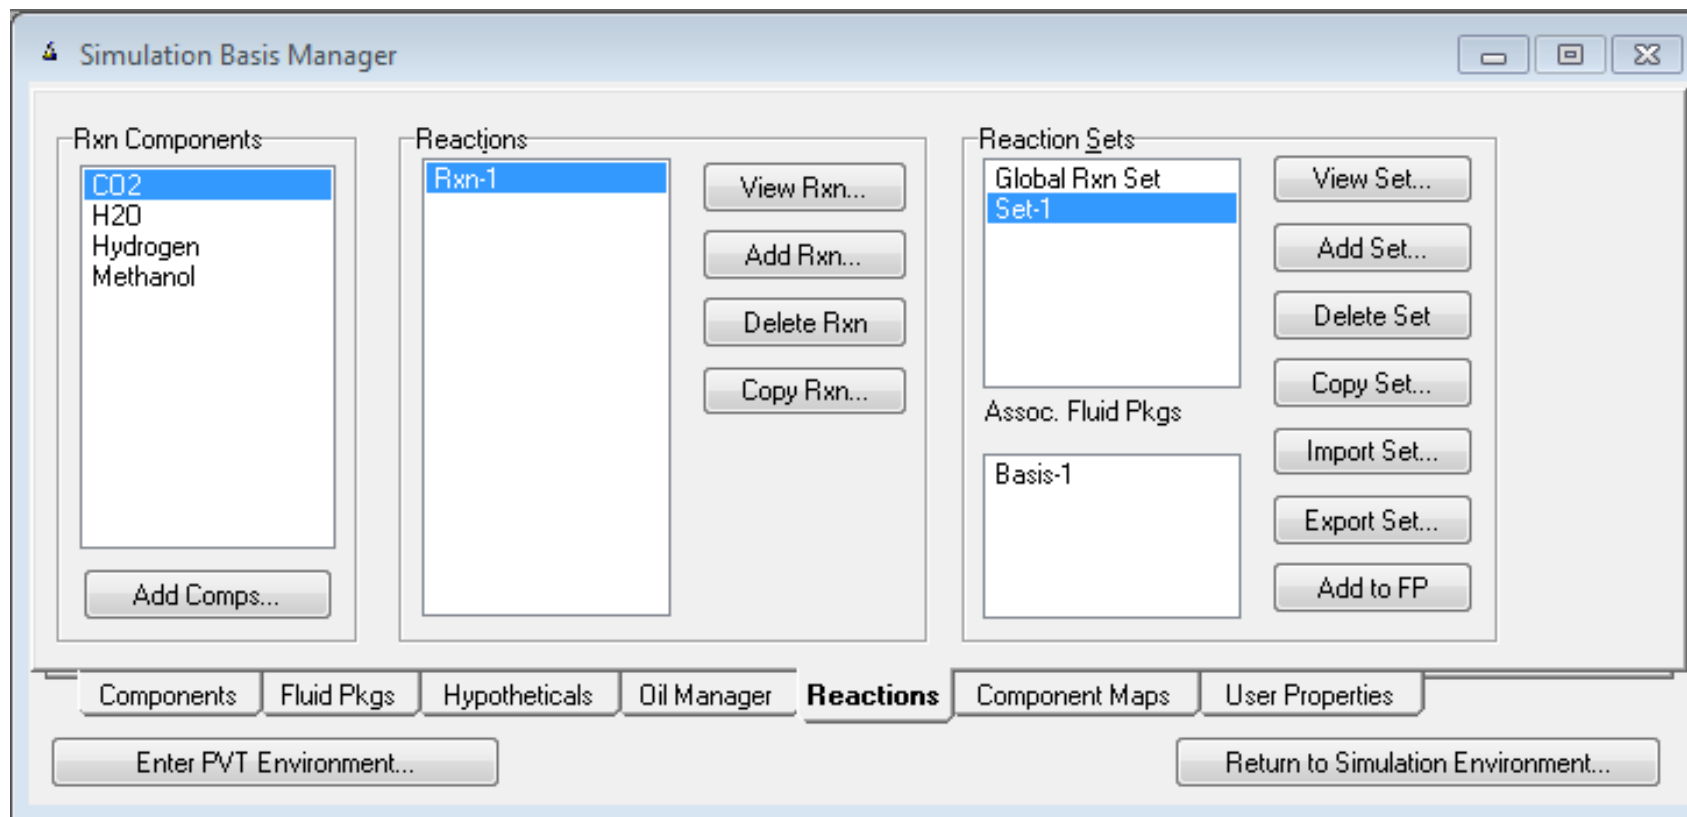 Simulation Basis Manager
Rxn Components
CO2
H2O
Hydrogen
Methanol
Add Comps...
Reactions
Rxn-1
View Rxn...
Add Rxn...
Delete Rxn
Copy Rxn...
Reaction Sets
Global Rxn Set
Set-1
Assoc. Fluid Pkgs
Basis-1
View Set...
Add Set...
Delete Set
Copy Set...
Import Set...
Export Set...
Add to FP
Components Fluid Pkgs Hypotheticals Oil Manager Reactions Component Maps User Properties
Enter PVT Environment... Return to Simulation Environment...